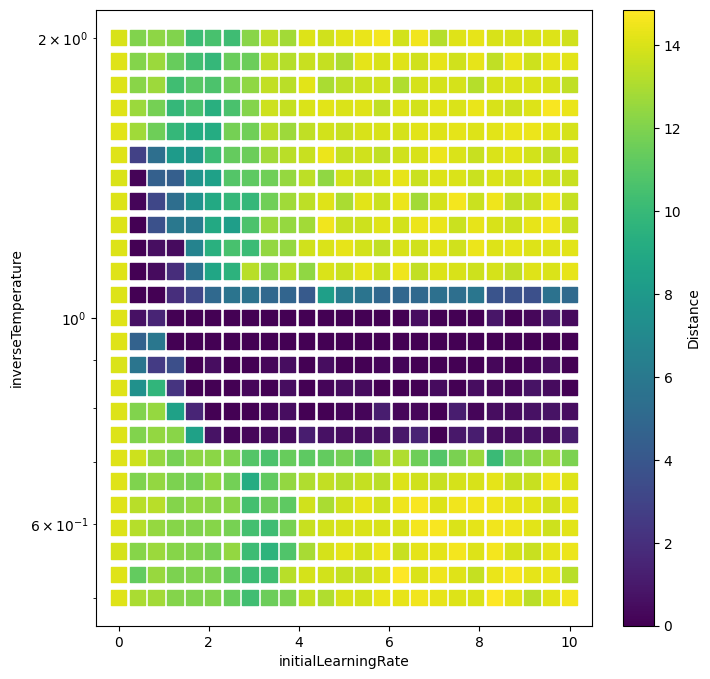 2 × 10⁰
10⁰
6 × 10⁻¹
inverseTemperature
0 2 4 6 8 10
initialLearningRate
14
12
10
8
6
4
2
0
Distance